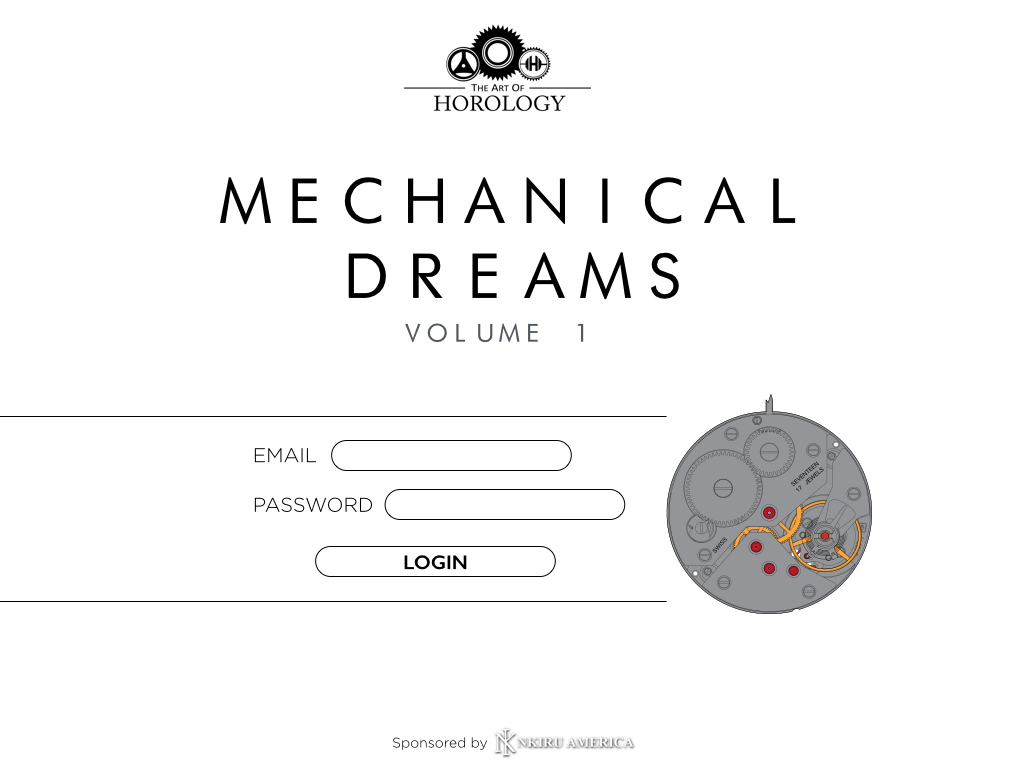 THE ART OF
HOROLOGY
MECHANICAL
DREAMS
VOLUME 1
EMAIL
PASSWORD
LOGIN
SEVENTEEN
17 JEWELS
SWISS
Sponsored by NKIRU AMERICA